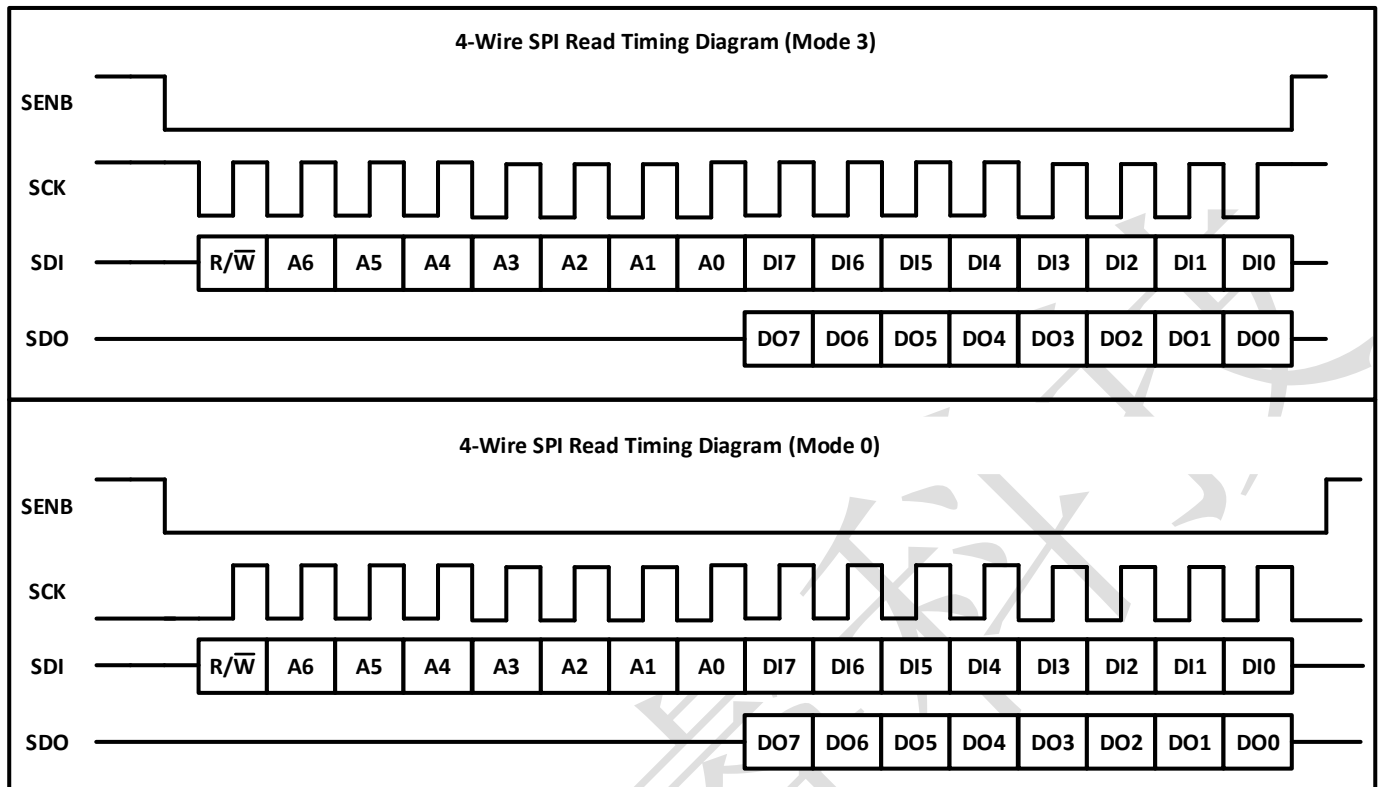 4-Wire SPI Read Timing Diagram (Mode 3)
SENB
SCK
SDI R/W̅ A6 A5 A4 A3 A2 A1 A0 DI7 DI6 DI5 DI4 DI3 DI2 DI1 DI0
SDO DO7 DO6 DO5 DO4 DO3 DO2 DO1 DO0
4-Wire SPI Read Timing Diagram (Mode 0)
SENB
SCK
SDI R/W̅ A6 A5 A4 A3 A2 A1 A0 DI7 DI6 DI5 DI4 DI3 DI2 DI1 DI0
SDO DO7 DO6 DO5 DO4 DO3 DO2 DO1 DO0